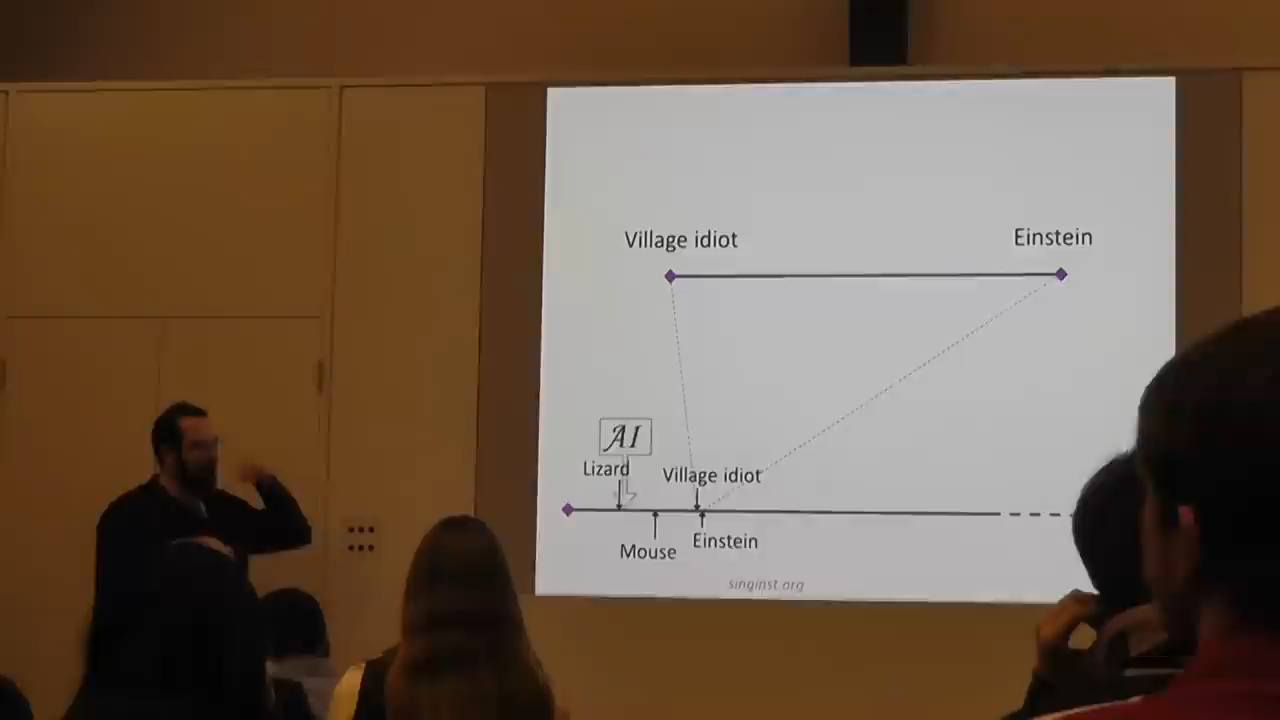 Village idiot
Einstein
AI
Lizard
Village idiot
Mouse
Einstein
singinst.org